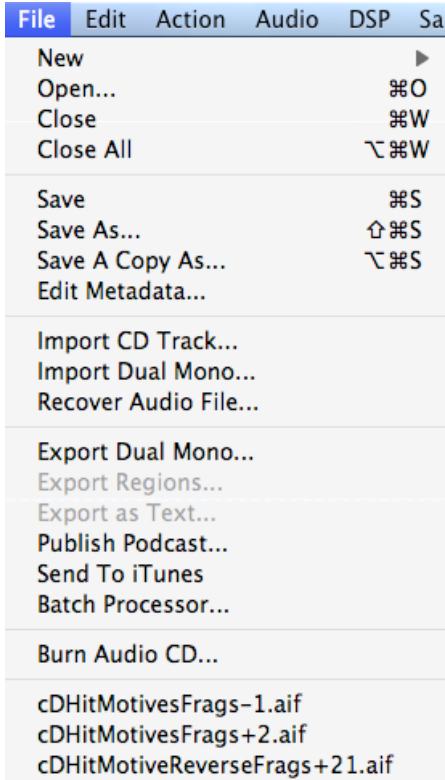 File Edit Action Audio DSP Sa
New ▶
Open... ⌘O
Close ⌘W
Close All ⌥⌘W
Save ⌘S
Save As... ⇧⌘S
Save A Copy As... ⌥⌘S
Edit Metadata...
Import CD Track...
Import Dual Mono...
Recover Audio File...
Export Dual Mono...
Export Regions...
Export as Text...
Publish Podcast...
Send To iTunes
Batch Processor...
Burn Audio CD...
cDHitMotivesFrags-1.aif
cDHitMotivesFrags+2.aif
cDHitMotiveReverseFrags+21.aif